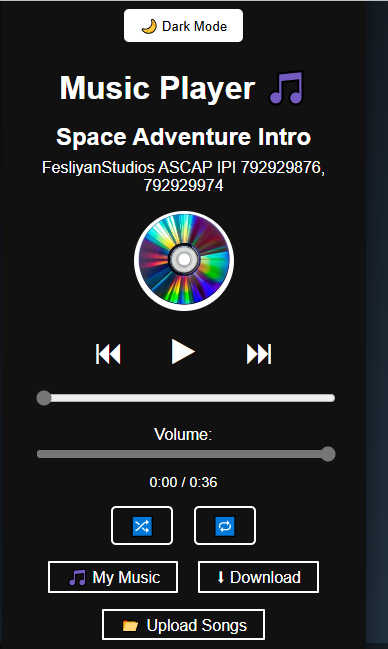 🌙 Dark Mode
Music Player 🎵
Space Adventure Intro
FesliyanStudios ASCAP IPI 792929876,
792929974
Volume:
0:00 / 0:36
🎵 My Music
⬇ Download
📂 Upload Songs